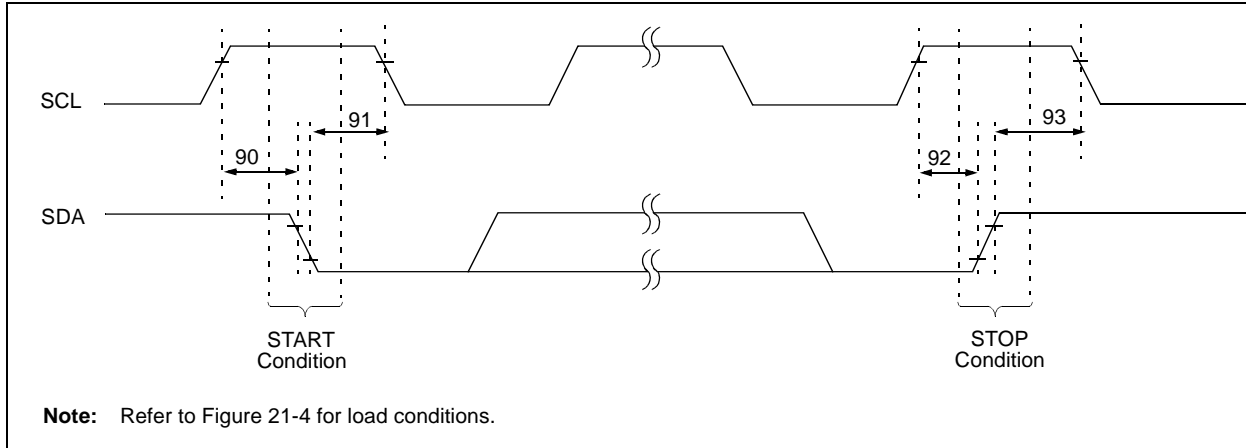 SCL
91
93
90
92
SDA
START
Condition
STOP
Condition
Note: Refer to Figure 21-4 for load conditions.